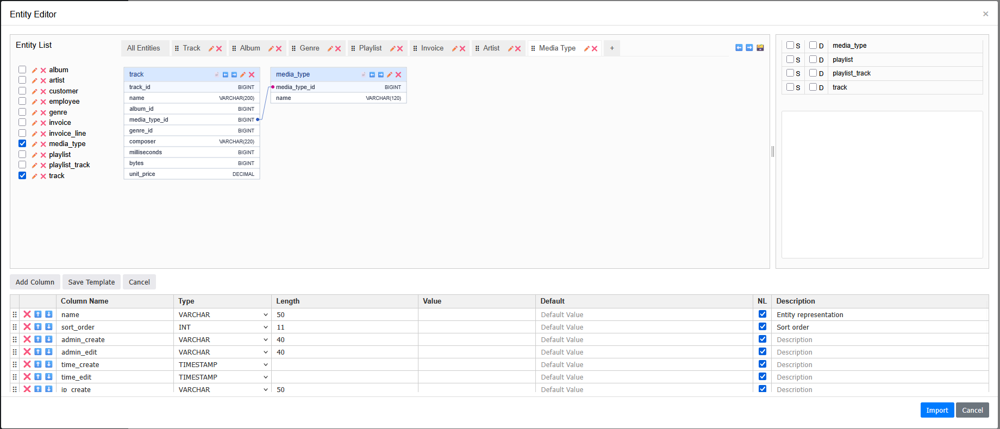 Entity Editor
×
Entity List
All Entities
Track
Album
Genre
Playlist
Invoice
Artist
Media Type
+
album
artist
customer
employee
genre
invoice
invoice_line
media_type
playlist
playlist_track
track
track
track_id BIGINT
name VARCHAR(200)
album_id BIGINT
media_type_id BIGINT
genre_id BIGINT
composer VARCHAR(220)
milliseconds BIGINT
bytes BIGINT
unit_price DECIMAL
media_type
media_type_id BIGINT
name VARCHAR(120)
S D media_type
S D playlist
S D playlist_track
S D track
Add Column
Save Template
Cancel
Column Name Type Length Value Default NL Description
name VARCHAR 50 Default Value Entity representation
sort_order INT 11 Default Value Sort order
admin_create VARCHAR 40 Default Value Description
admin_edit VARCHAR 40 Default Value Description
time_create TIMESTAMP Default Value Description
time_edit TIMESTAMP Default Value Description
ip_create VARCHAR 50 Default Value Description
Import
Cancel